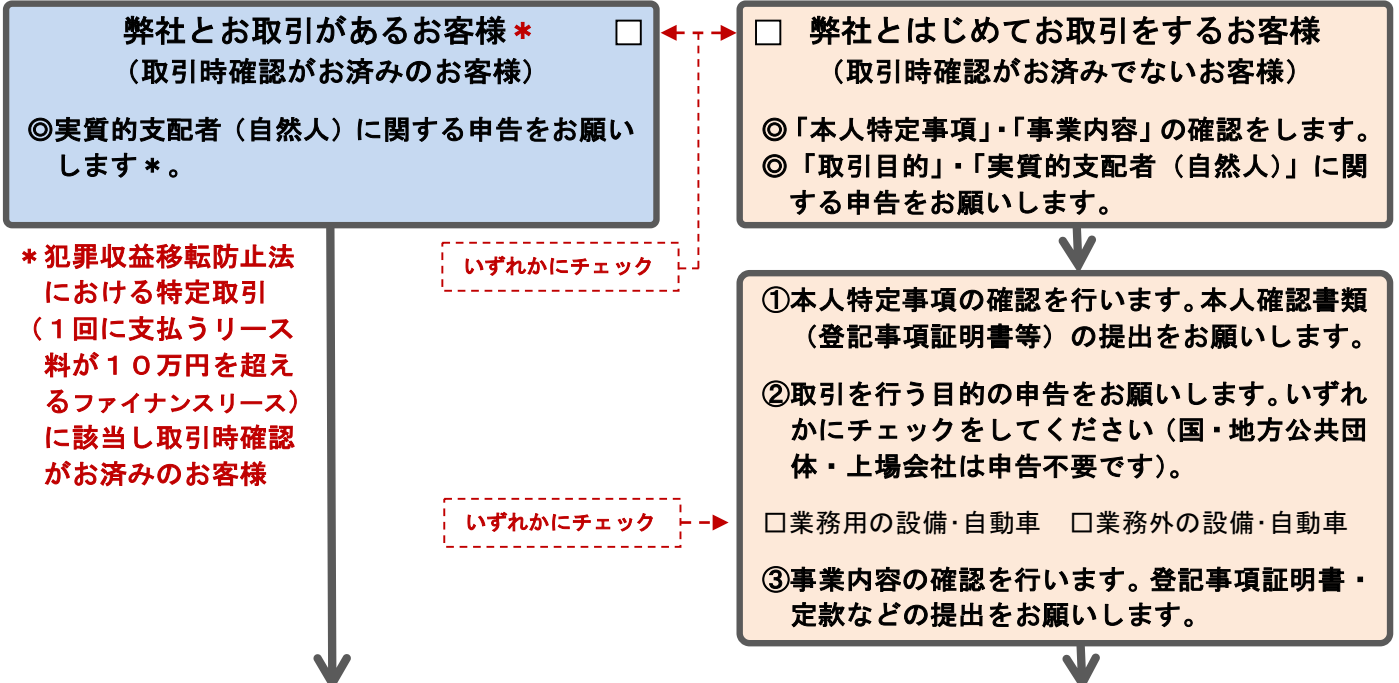 弊社とお取引があるお客様＊ □
（取引時確認がお済みのお客様）
◎実質的支配者（自然人）に関する申告をお願い
します＊。
＊犯罪収益移転防止法
における特定取引
（１回に支払うリース
料が１０万円を超え
るファイナンスリース）
に該当し取引時確認
がお済みのお客様
いずれかにチェック
□ 弊社とはじめてお取引をするお客様
（取引時確認がお済みでないお客様）
◎「本人特定事項」・「事業内容」の確認をします。
◎「取引目的」・「実質的支配者（自然人）」に関
する申告をお願いします。
①本人特定事項の確認を行います。本人確認書類
（登記事項証明書等）の提出をお願いします。
②取引を行う目的の申告をお願いします。いずれ
かにチェックをしてください（国・地方公共団
体・上場会社は申告不要です）。
いずれかにチェック
□業務用の設備・自動車 □業務外の設備・自動車
③事業内容の確認を行います。登記事項証明書・
定款などの提出をお願いします。